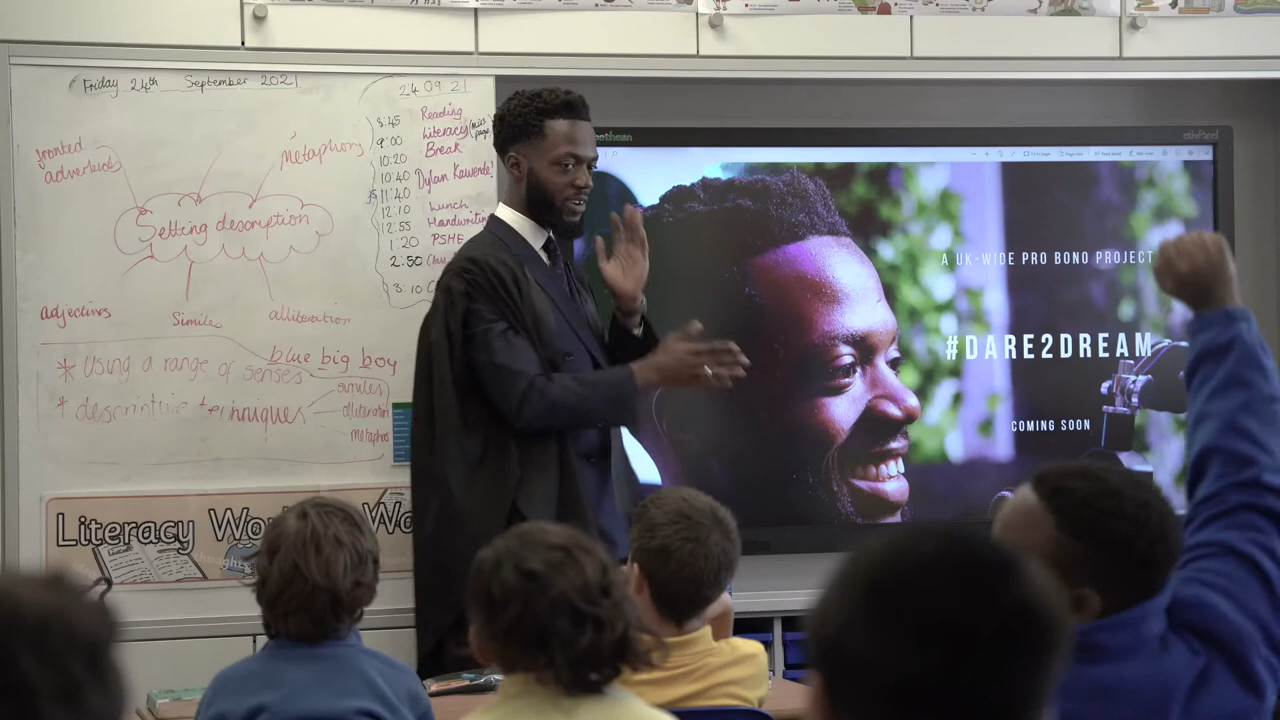 Friday 24th September 2021
fronted
adverbials
metaphors
Setting description
adjectives
Similes
alliteration
* Using a range of senses
blue big boy
* descriptive techniques
similes
alliteration
metaphors
24 09 21
8:45 Reading
9:00 Literacy
10:20 Break
10:40 Dylan Kawende!
11:40
12:10 Lunch
12:55 Handwriting
1:20 PSHE
2:50
3:10
Literacy Wo
A UK-WIDE PRO BONO PROJECT
#DARE2DREAM
COMING SOON